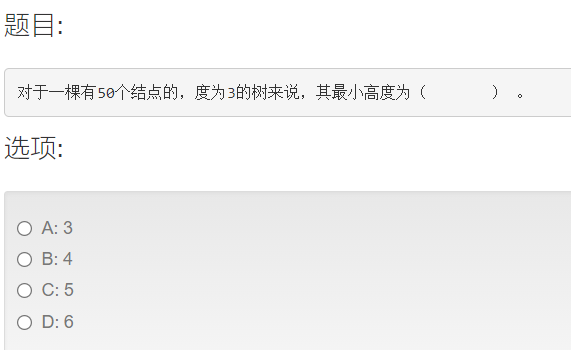 题目:
对于一棵有50个结点的，度为3的树来说，其最小高度为（        ） 。
选项:
A: 3
B: 4
C: 5
D: 6